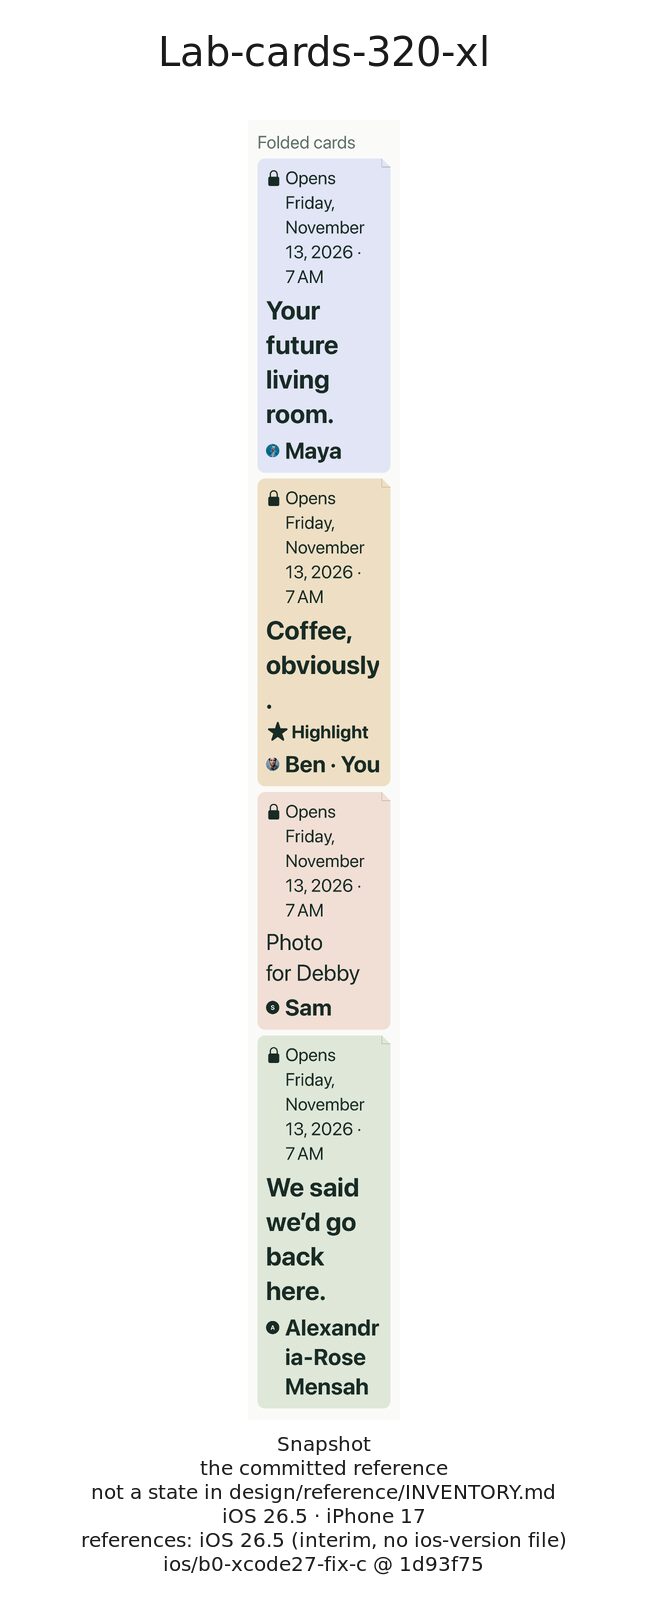 Lab-cards-320-xl
Folded cards
Opens
Friday,
November
13, 2026 ·
7 AM
Your
future
living
room.
Maya
Opens
Friday,
November
13, 2026 ·
7 AM
Coffee,
obviously
.
Highlight
Ben · You
Opens
Friday,
November
13, 2026 ·
7 AM
Photo
for Debby
S
Sam
Opens
Friday,
November
13, 2026 ·
7 AM
We said
we’d go
back
here.
A
Alexandr
ia-Rose
Mensah
Snapshot
the committed reference
not a state in design/reference/INVENTORY.md
iOS 26.5 · iPhone 17
references: iOS 26.5 (interim, no ios-version file)
ios/b0-xcode27-fix-c @ 1d93f75